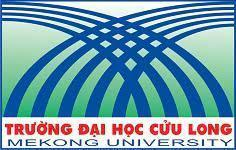 TRƯỜNG ĐẠI HỌC CỬU LONG
MEKONG UNIVERSITY